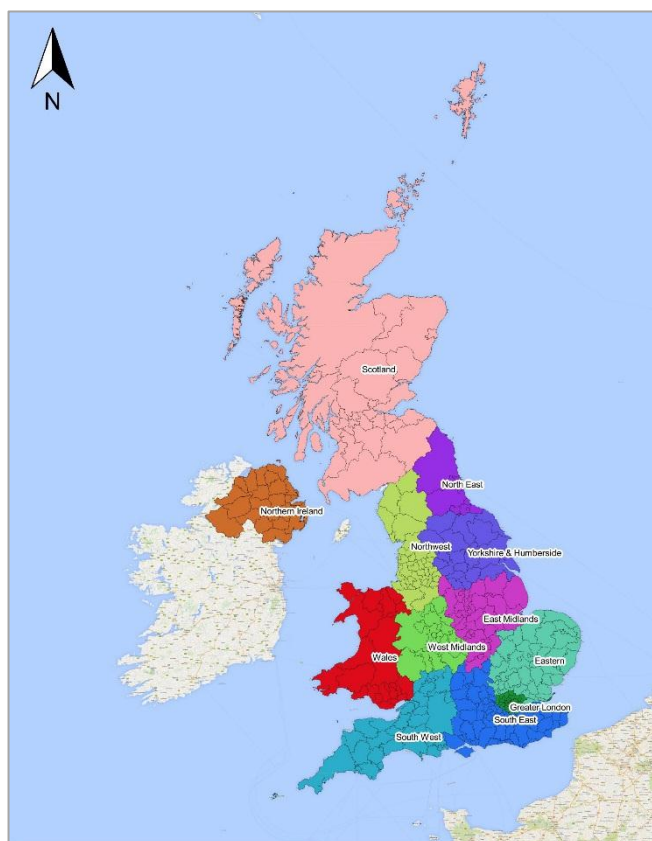 N
Scotland
North East
Northern Ireland
Northwest
Yorkshire & Humberside
East Midlands
West Midlands
Wales
Eastern
Greater London
South East
South West